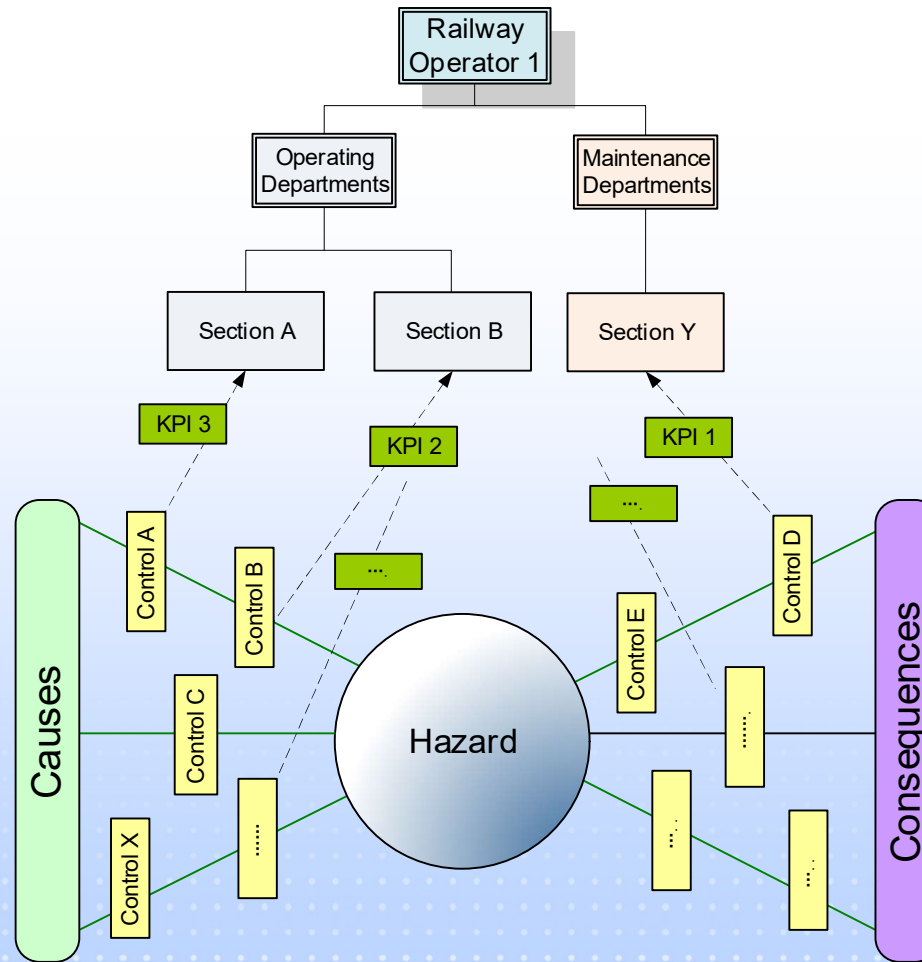 Railway
Operator 1
Operating
Departments
Maintenance
Departments
Section A
Section B
Section Y
KPI 3
KPI 2
KPI 1
....
....
Control A
Control B
Control C
Control X
......
Causes
Hazard
Control E
Control D
.......
.....
.....
Consequences